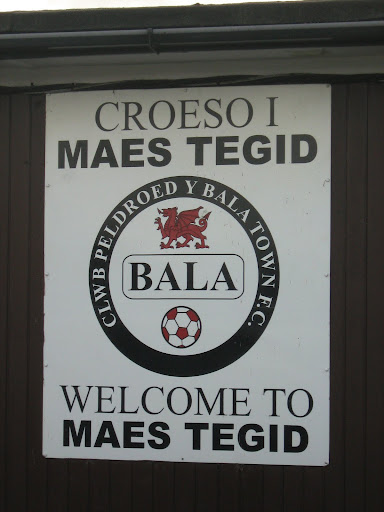 CROESO I
MAES TEGID
CLWB PELDROED Y BALA TOWN F.C.
BALA
WELCOME TO
MAES TEGID